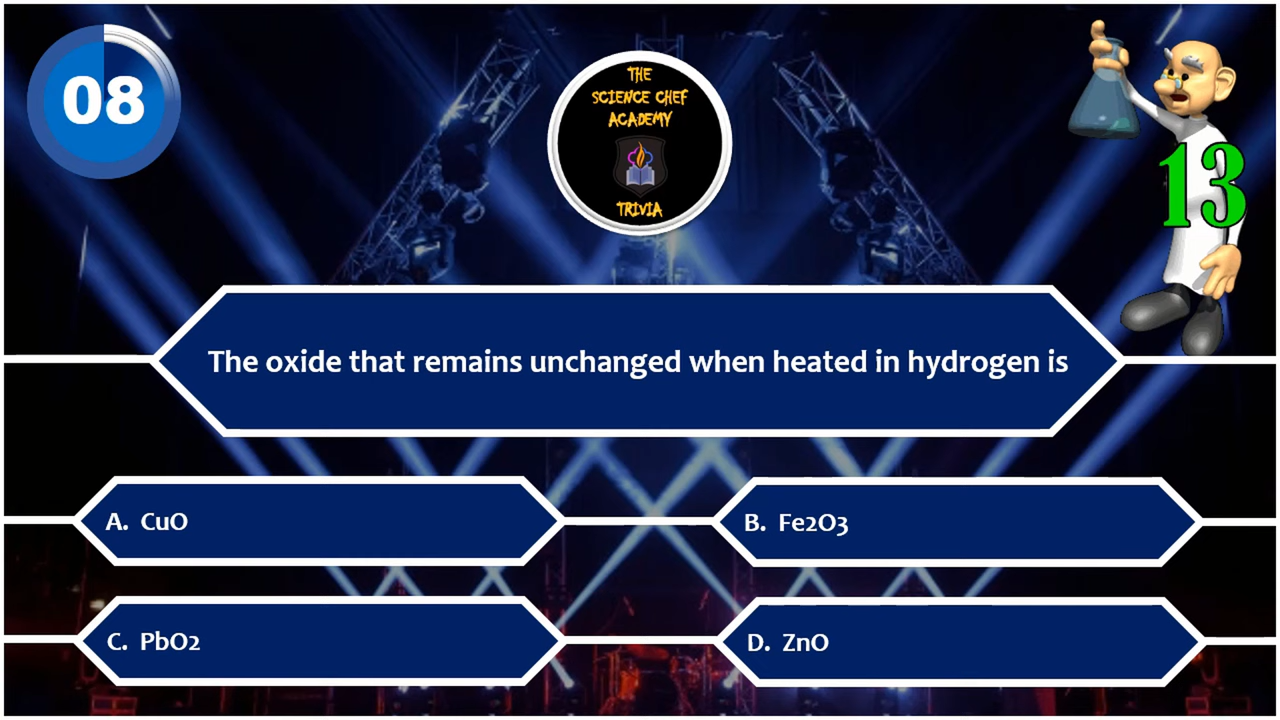 08
THE
SCIENCE CHEF
ACADEMY
TRIVIA
13
The oxide that remains unchanged when heated in hydrogen is
A. CuO
B. Fe2O3
C. PbO2
D. ZnO